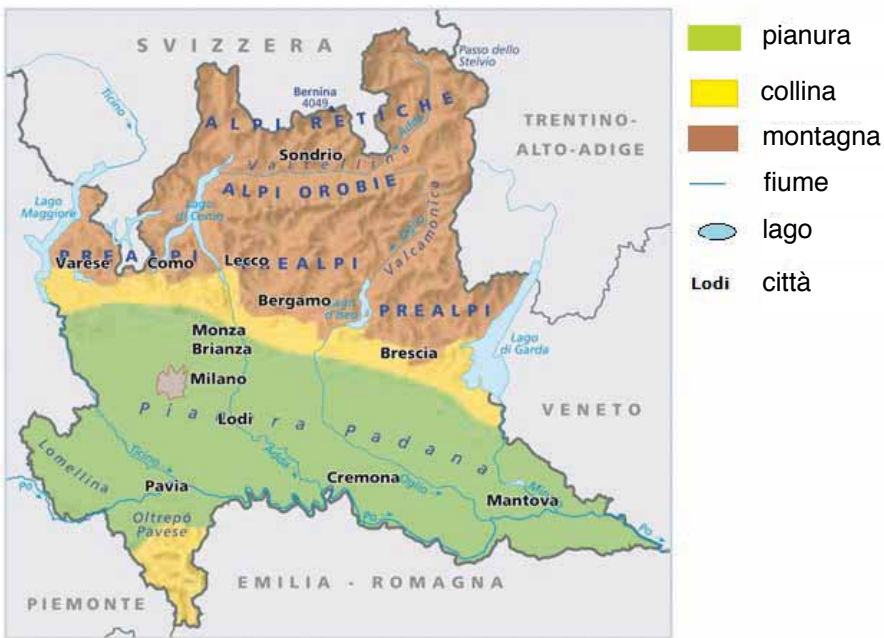 SVIZZERA
Passo dello
Stelvio
Ticino
Bernina
4049
ALPI RETICHE
Adda
TRENTINO-
ALTO-ADIGE
Sondrio
Valtellina
ALPI OROBIE
Lago
Maggiore
Lago
di Como
Oglio
Valcamonica
PREALPI
Varese
Como
Lecco
PREALPI
Bergamo
Lago
d'Iseo
PREALPI
Monza
Brianza
Brescia
Lago
di Garda
Milano
VENETO
Pianura Padana
Lodi
Lomellina
Ticino
Adda
Cremona
Oglio
Mincio
Mantova
Po
Pavia
Po
Po
Oltrepò
Pavese
EMILIA - ROMAGNA
PIEMONTE
pianura
collina
montagna
fiume
lago
Lodi città